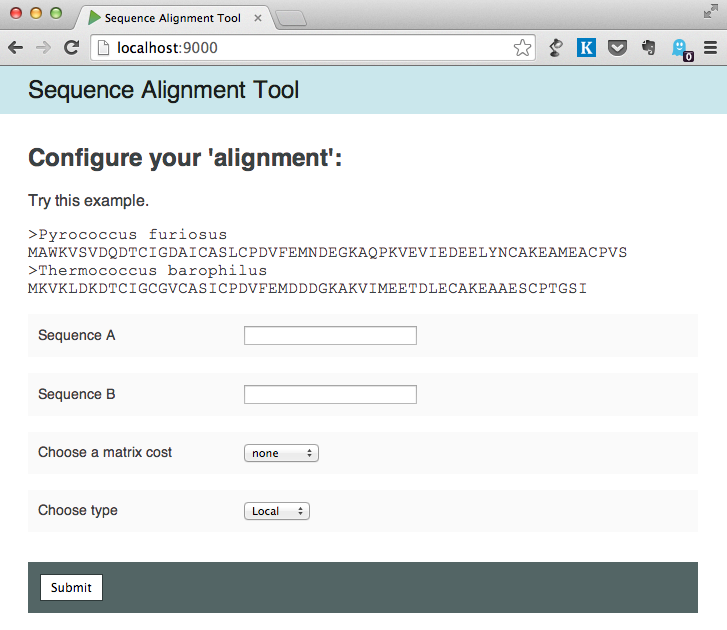 Sequence Alignment Tool
localhost:9000
K
0
Sequence Alignment Tool
Configure your 'alignment':
Try this example.
>Pyrococcus furiosus
MAWKVSVDQDTCIGDAICASLCPDVFEMNDEGKAQPKVEVIEDEELYNCAKEAMEACPVS
>Thermococcus barophilus
MKVKLDKDTCIGCGVCASICPDVFEMDDDGKAKVIMEETDLECAKEAAESCPTGSI
Sequence A
Sequence B
Choose a matrix cost none
Choose type Local
Submit